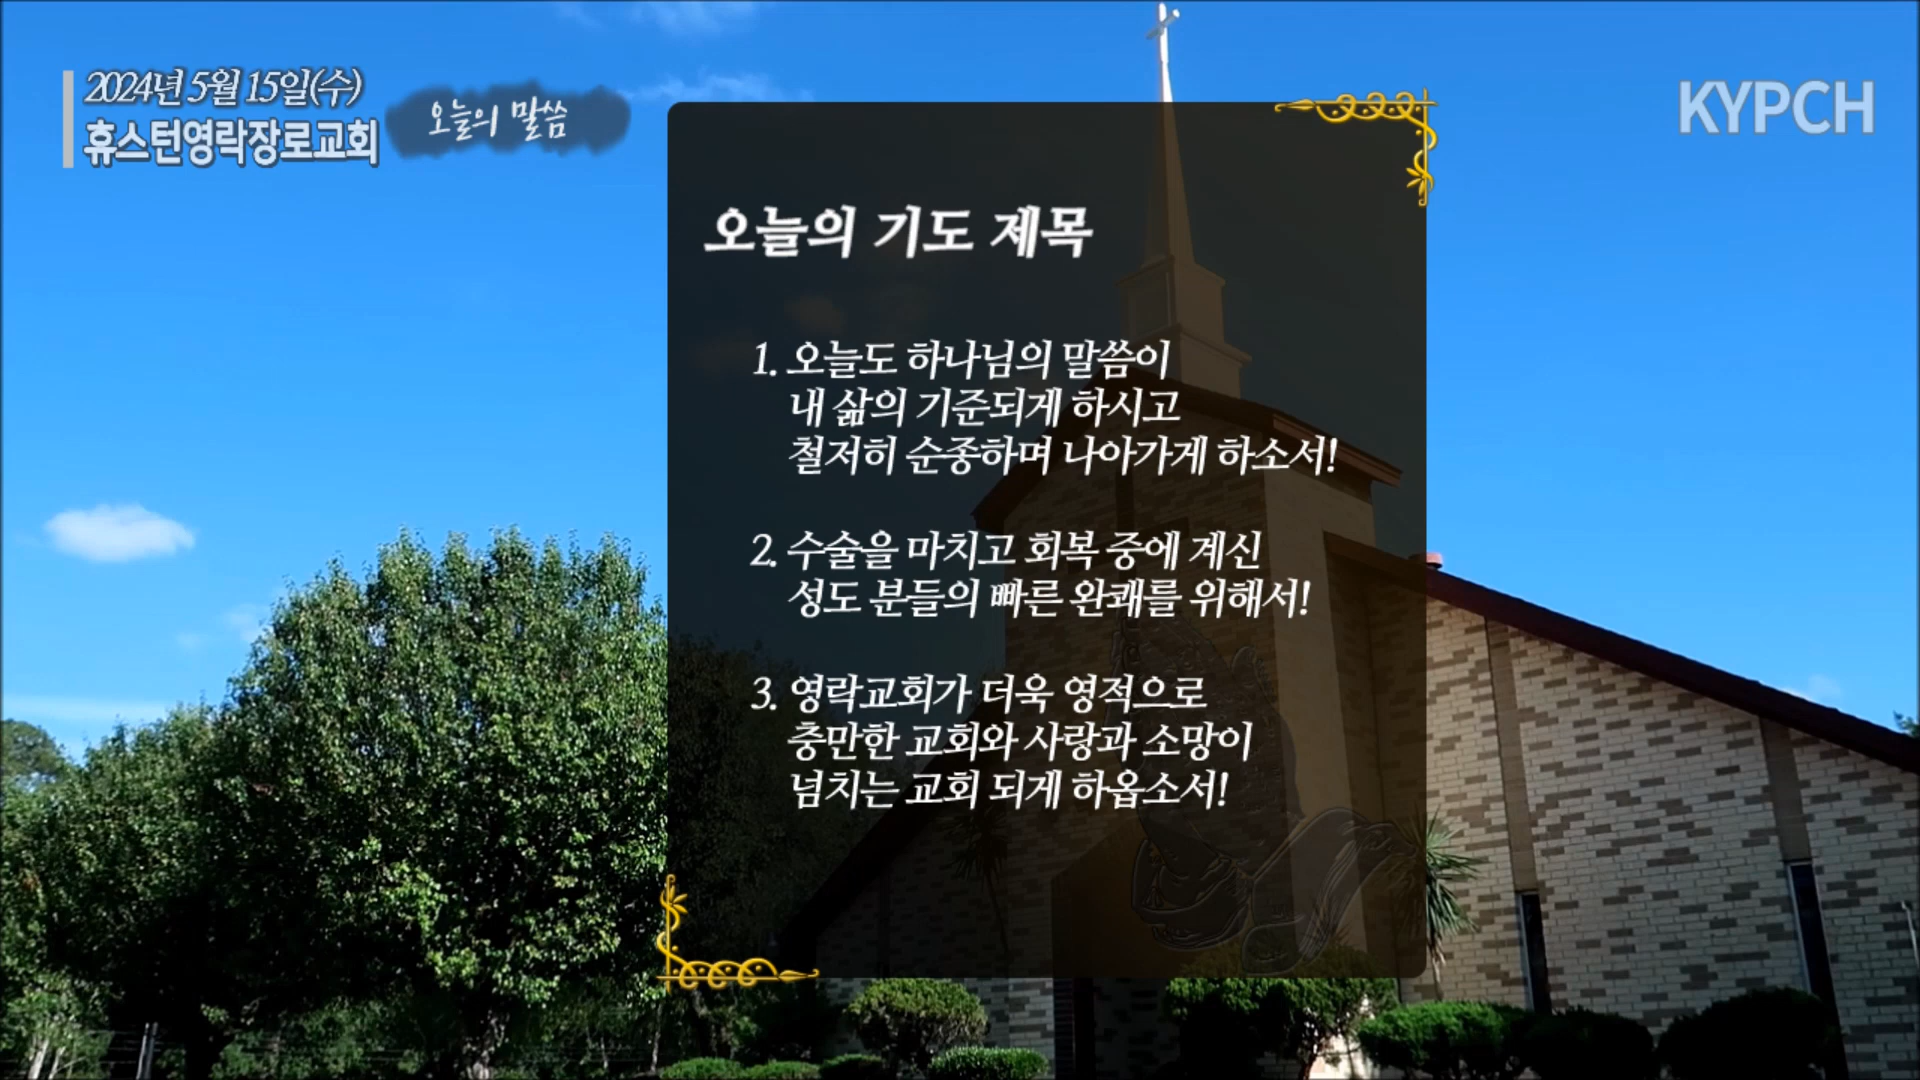 2024년 5월 15일(수)
휴스턴영락장로교회
오늘의 말씀
KYPCH
오늘의 기도 제목
1. 오늘도 하나님의 말씀이
내 삶의 기준되게 하시고
철저히 순종하며 나아가게 하소서!
2. 수술을 마치고 회복 중에 계신
성도 분들의 빠른 완쾌를 위해서!
3. 영락교회가 더욱 영적으로
충만한 교회와 사랑과 소망이
넘치는 교회 되게 하옵소서!